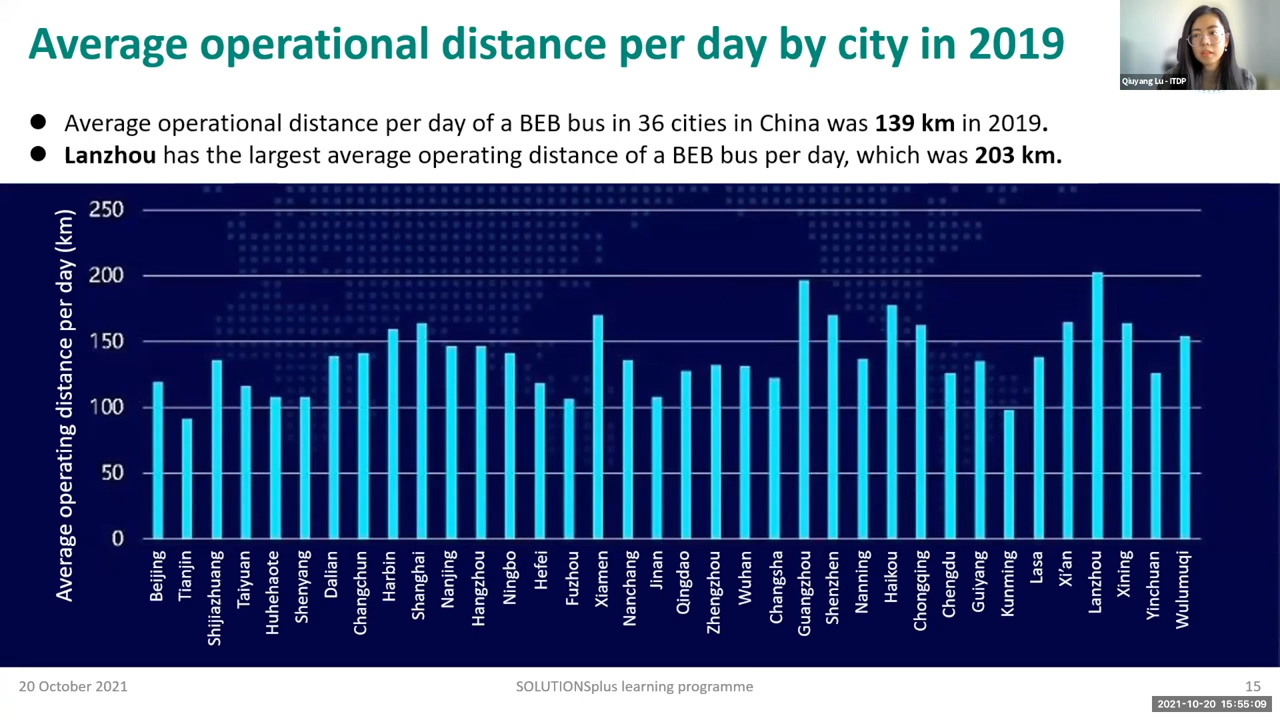 Average operational distance per day by city in 2019
Qiuyang Lu - ITDP
● Average operational distance per day of a BEB bus in 36 cities in China was 139 km in 2019.
● Lanzhou has the largest average operating distance of a BEB bus per day, which was 203 km.
Average operating distance per day (km)
250
200
150
100
50
0
Beijing
Tianjin
Shijiazhuang
Taiyuan
Huhehaote
Shenyang
Dalian
Changchun
Harbin
Shanghai
Nanjing
Hangzhou
Ningbo
Hefei
Fuzhou
Xiamen
Nanchang
Jinan
Qingdao
Zhengzhou
Wuhan
Changsha
Guangzhou
Shenzhen
Nanning
Haikou
Chongqing
Chengdu
Guiyang
Kunming
Lasa
Xi'an
Lanzhou
Xining
Yinchuan
Wulumuqi
20 October 2021
SOLUTIONSplus learning programme
15
2021-10-20 15:55:09